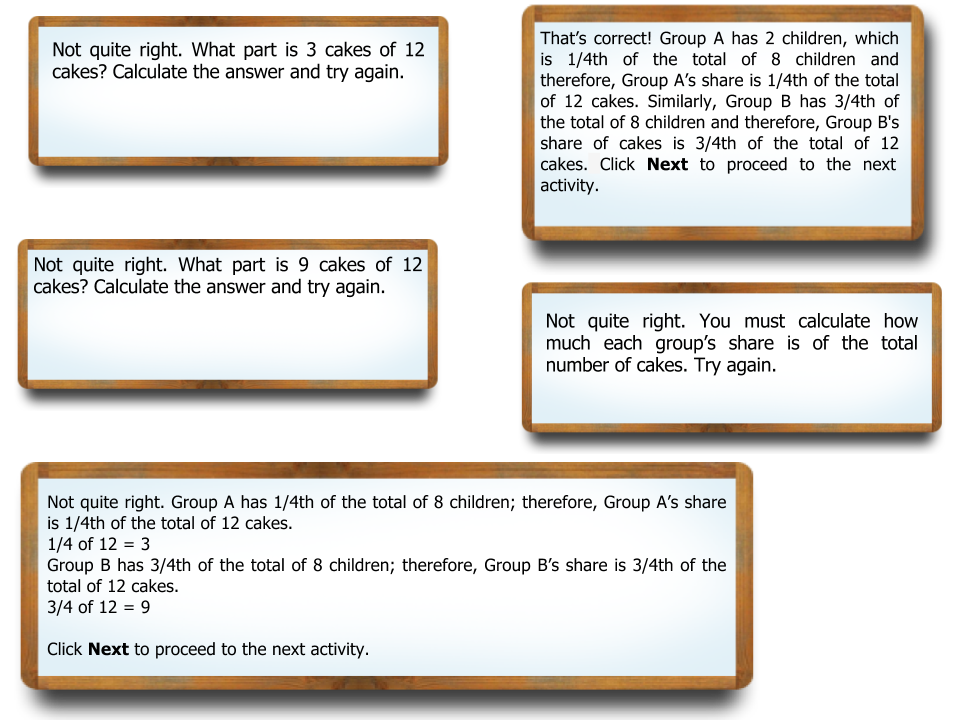 Not quite right. What part is 3 cakes of 12
cakes? Calculate the answer and try again.
That’s correct! Group A has 2 children, which
is 1/4th of the total of 8 children and
therefore, Group A’s share is 1/4th of the total
of 12 cakes. Similarly, Group B has 3/4th of
the total of 8 children and therefore, Group B's
share of cakes is 3/4th of the total of 12
cakes. Click Next to proceed to the next
activity.
Not quite right. What part is 9 cakes of 12
cakes? Calculate the answer and try again.
Not quite right. You must calculate how
much each group’s share is of the total
number of cakes. Try again.
Not quite right. Group A has 1/4th of the total of 8 children; therefore, Group A’s share
is 1/4th of the total of 12 cakes.
1/4 of 12 = 3
Group B has 3/4th of the total of 8 children; therefore, Group B’s share is 3/4th of the
total of 12 cakes.
3/4 of 12 = 9
Click Next to proceed to the next activity.